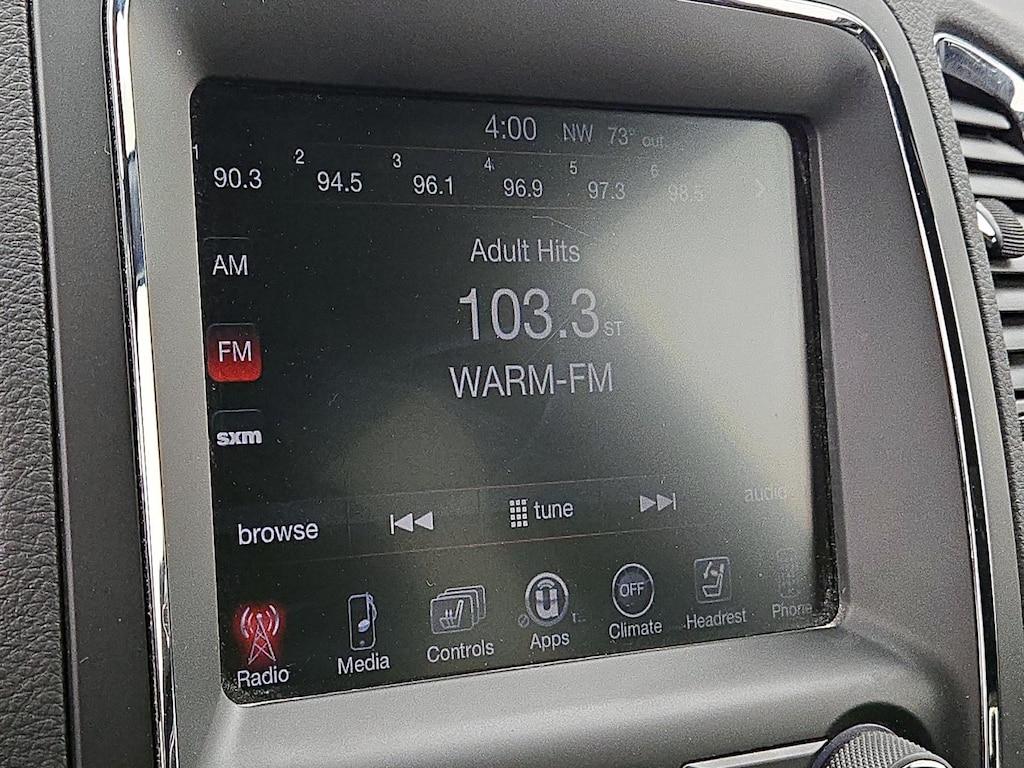 4:00 NW 73° out
1 2 3 4 5 6
90.3 94.5 96.1 96.9 97.3 98.5
AM
Adult Hits
103.3 ST
FM
WARM-FM
sxm
browse tune audio
OFF
Radio Media Controls Apps Climate Headrest Phone